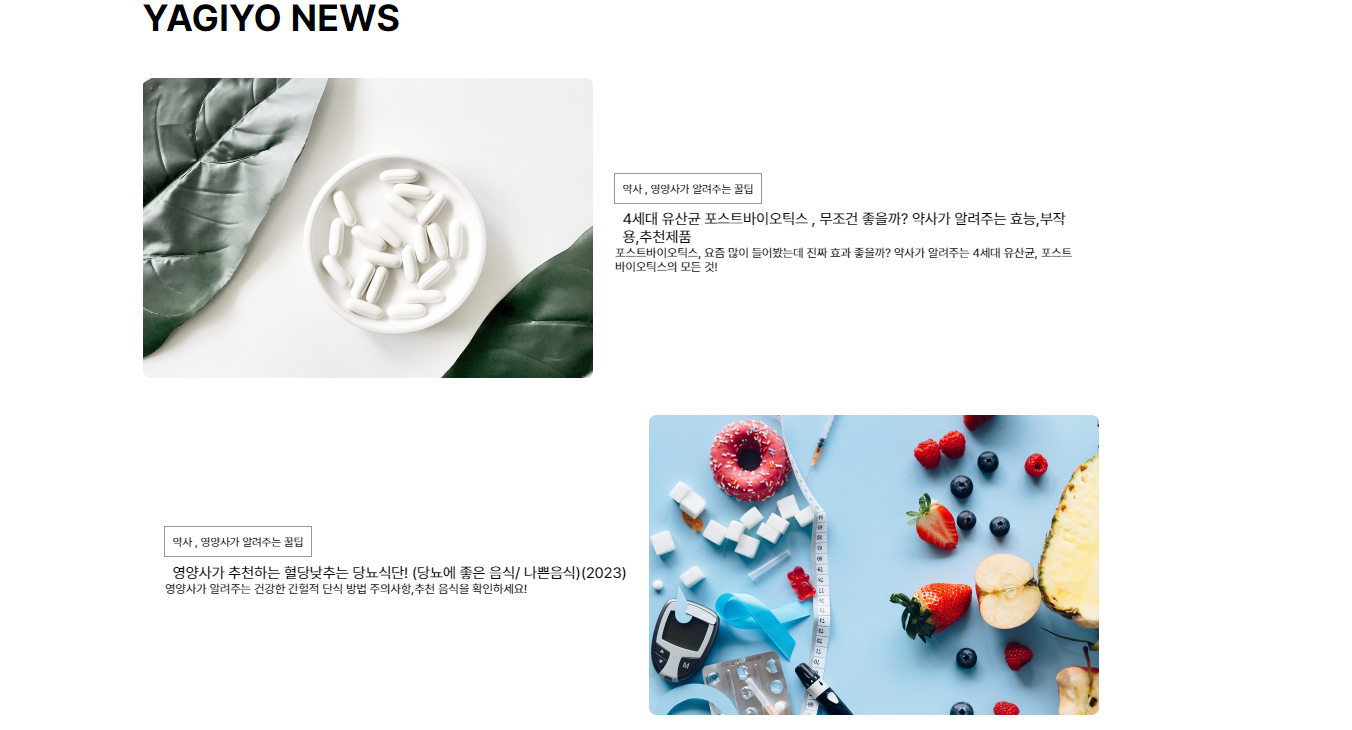 YAGIYO NEWS
약사 , 영양사가 알려주는 꿀팁
4세대 유산균 포스트바이오틱스 , 무조건 좋을까? 약사가 알려주는 효능,부작
용,추천제품
포스트바이오틱스, 요즘 많이 들어봤는데 진짜 효과 좋을까? 약사가 알려주는 4세대 유산균, 포스트
바이오틱스의 모든 것!
약사 , 영양사가 알려주는 꿀팁
영양사가 추천하는 혈당낮추는 당뇨식단! (당뇨에 좋은 음식/ 나쁜음식)(2023)
영양사가 알려주는 건강한 간헐적 단식 방법 주의사항,추천 음식을 확인하세요!
M